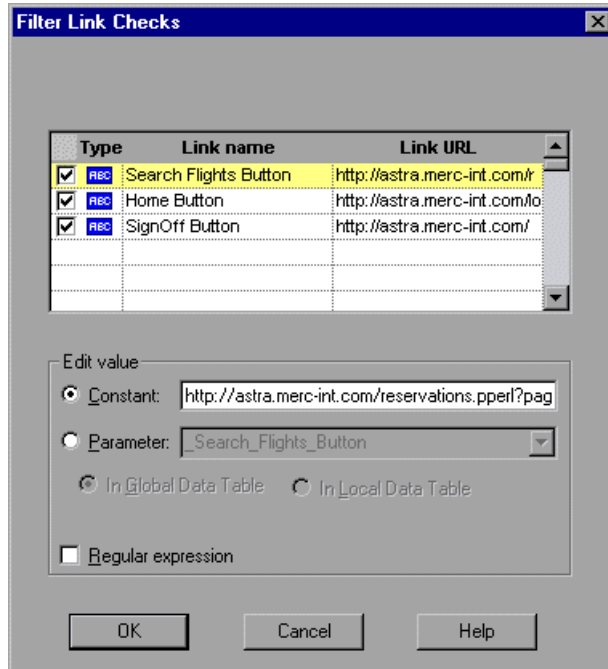 Filter Link Checks
Type Link name Link URL
ABC Search Flights Button http://astra.merc-int.com/r
ABC Home Button http://astra.merc-int.com/lo
ABC SignOff Button http://astra.merc-int.com/
Edit value
Constant: http://astra.merc-int.com/reservations.pperl?pag
Parameter: _Search_Flights_Button
In Global Data Table In Local Data Table
Regular expression
OK Cancel Help